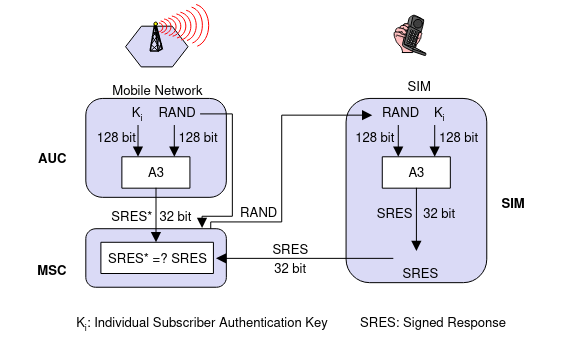 Mobile Network
SIM
K_i RAND
RAND K_i
128 bit 128 bit
128 bit 128 bit
AUC
A3
A3
SIM
SRES* 32 bit
RAND
SRES 32 bit
MSC
SRES* =? SRES
SRES
32 bit
SRES
K_i: Individual Subscriber Authentication Key
SRES: Signed Response